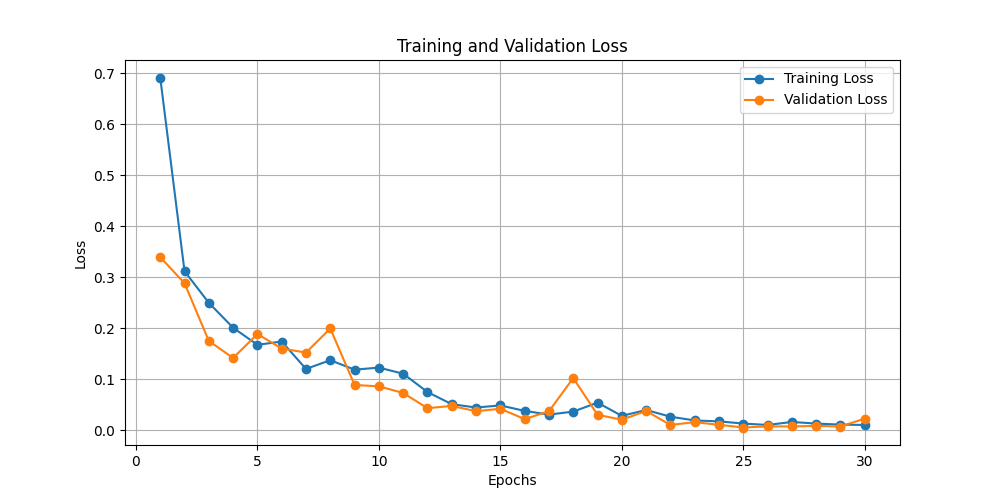 Training and Validation Loss
Training Loss
Validation Loss
0.7
0.6
0.5
0.4
0.3
0.2
0.1
0.0
Loss
0 5 10 15 20 25 30
Epochs